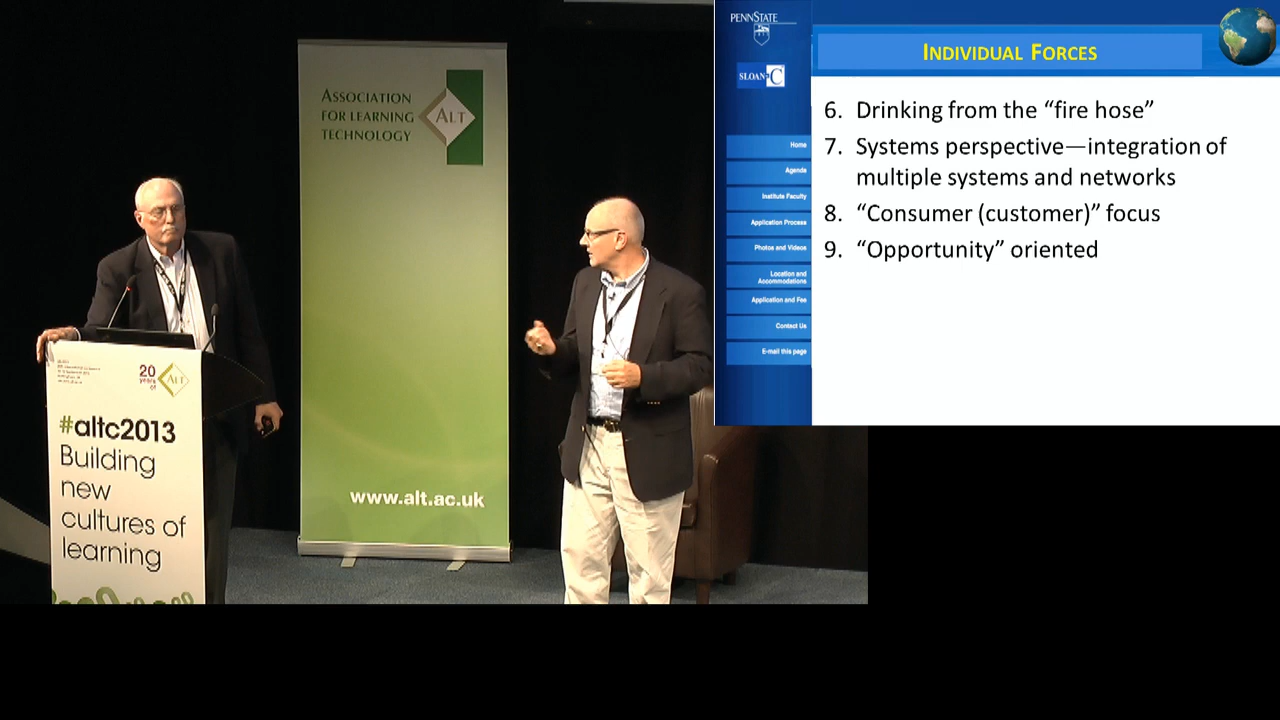 ASSOCIATION
FOR LEARNING
TECHNOLOGY
ALT
www.alt.ac.uk
20
years
of
ALT
#altc2013
Building
new
cultures of
learning
PENNSTATE
SLOAN-C
Home
Agenda
Institute Faculty
Application Process
Photos and Videos
Location and
Accommodations
Application and Fee
Contact Us
E-mail this page
INDIVIDUAL FORCES
6. Drinking from the “fire hose”
7. Systems perspective—integration of
multiple systems and networks
8. “Consumer (customer)” focus
9. “Opportunity” oriented